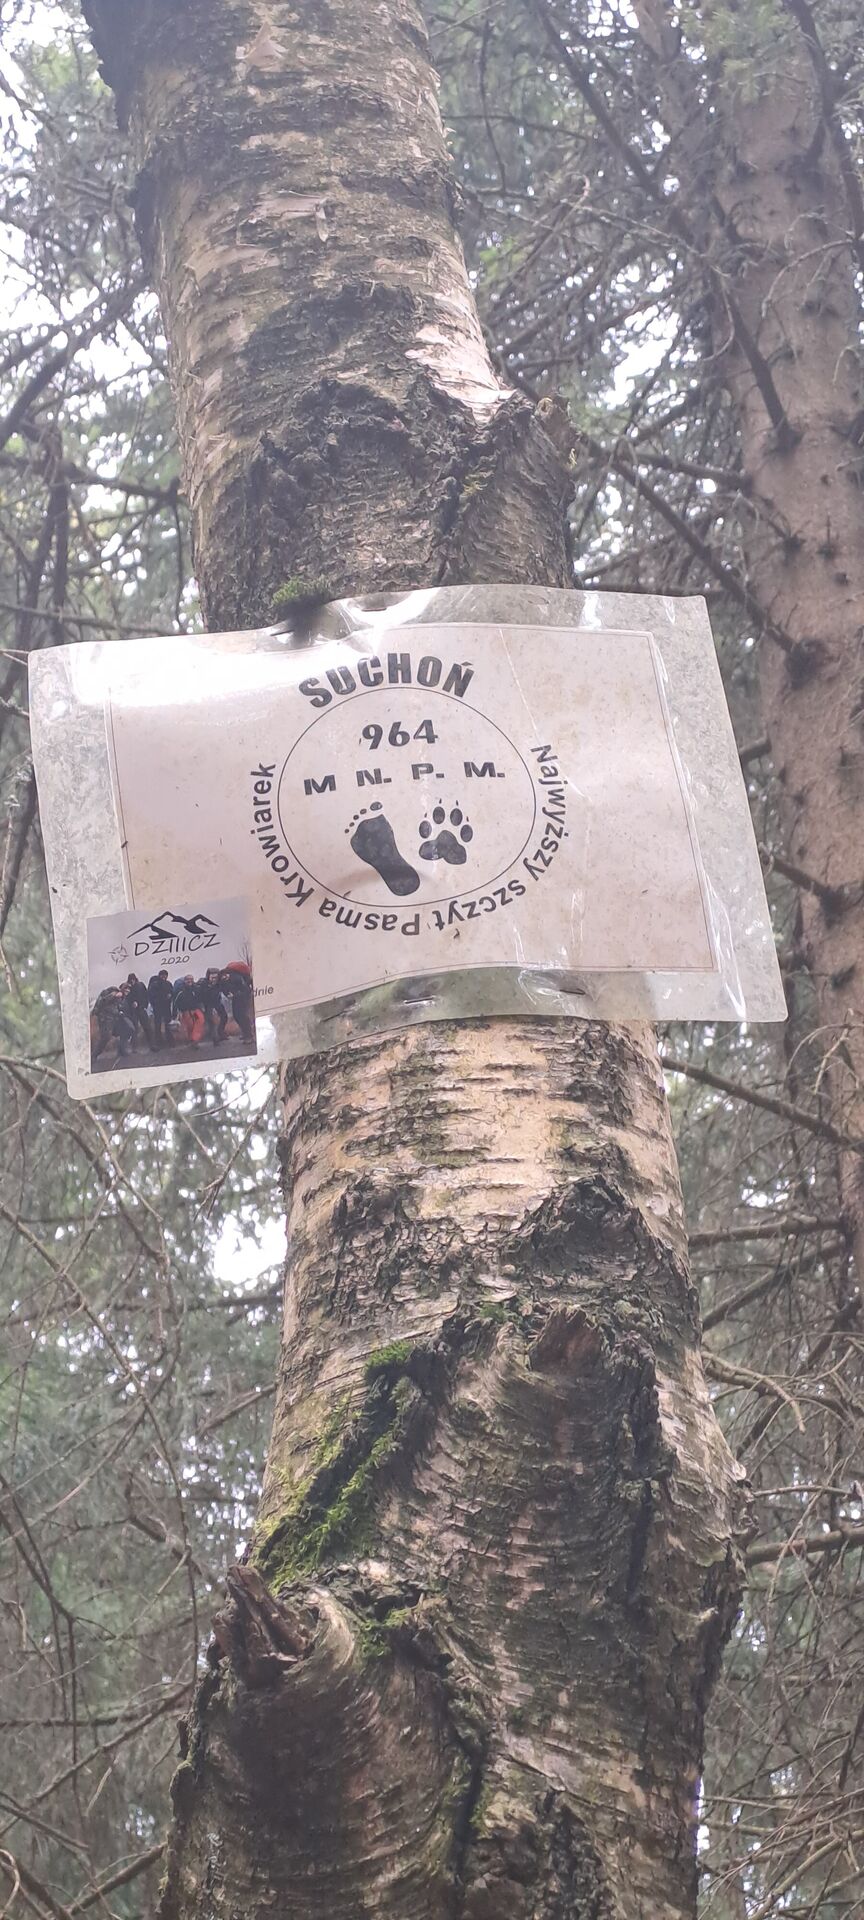 SUCHOŃ
964
M N. P. M.
Najwyższy szczyt Pasma Krowiarek
DZIIICZ
2020